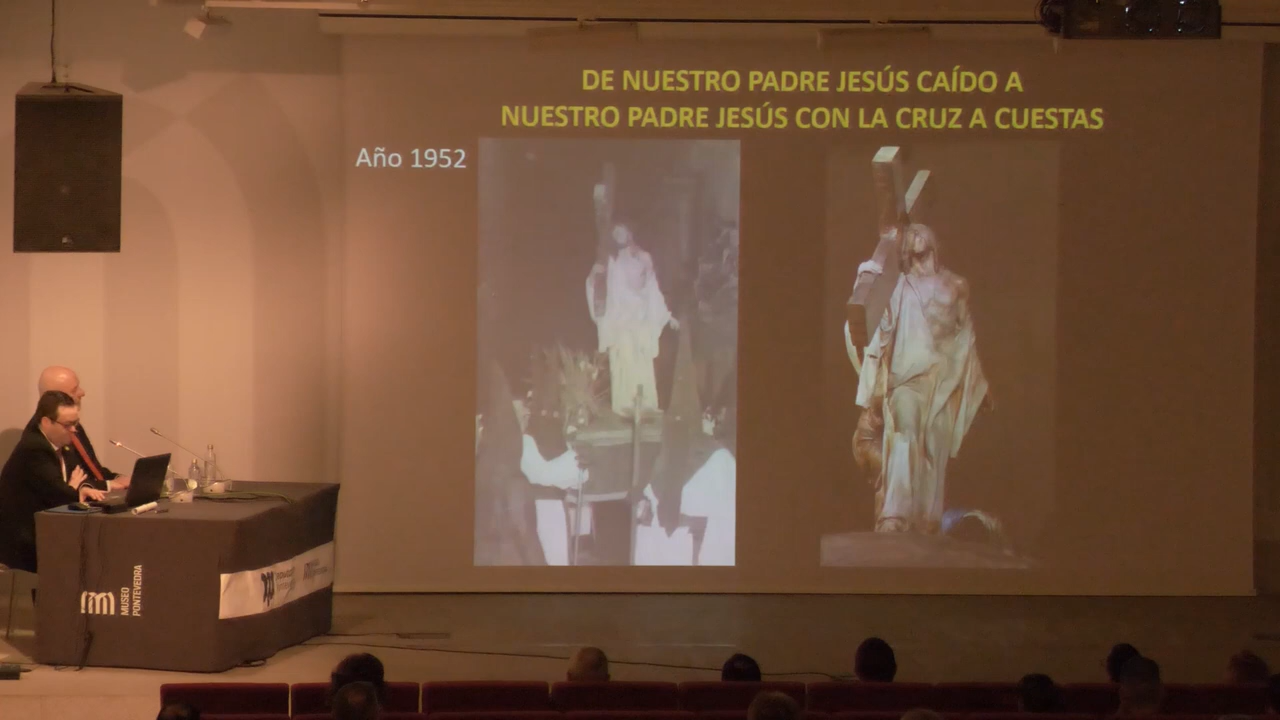 DE NUESTRO PADRE JESÚS CAÍDO A
NUESTRO PADRE JESÚS CON LA CRUZ A CUESTAS
Año 1952
MUSEO
PONTEVEDRA